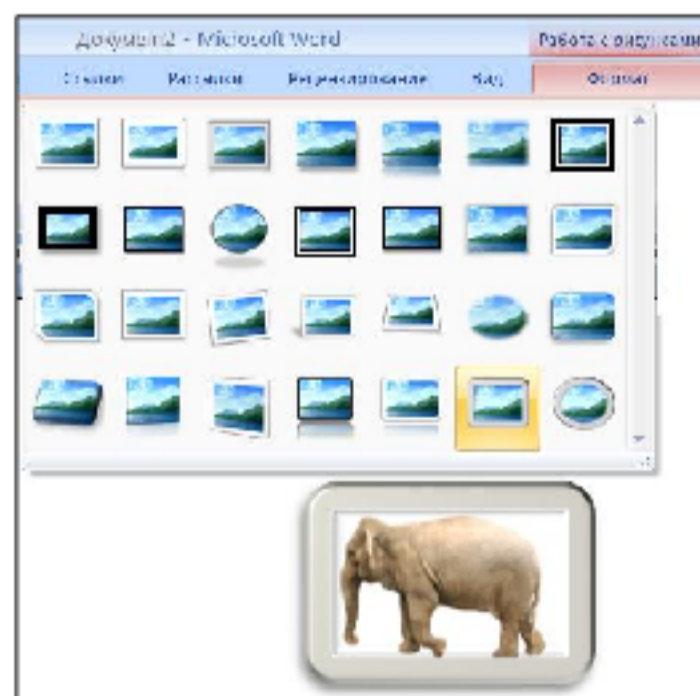 Документ2 - Microsoft Word
Работа с рисунками
Ссылки Рассылки Рецензирование Вид Формат